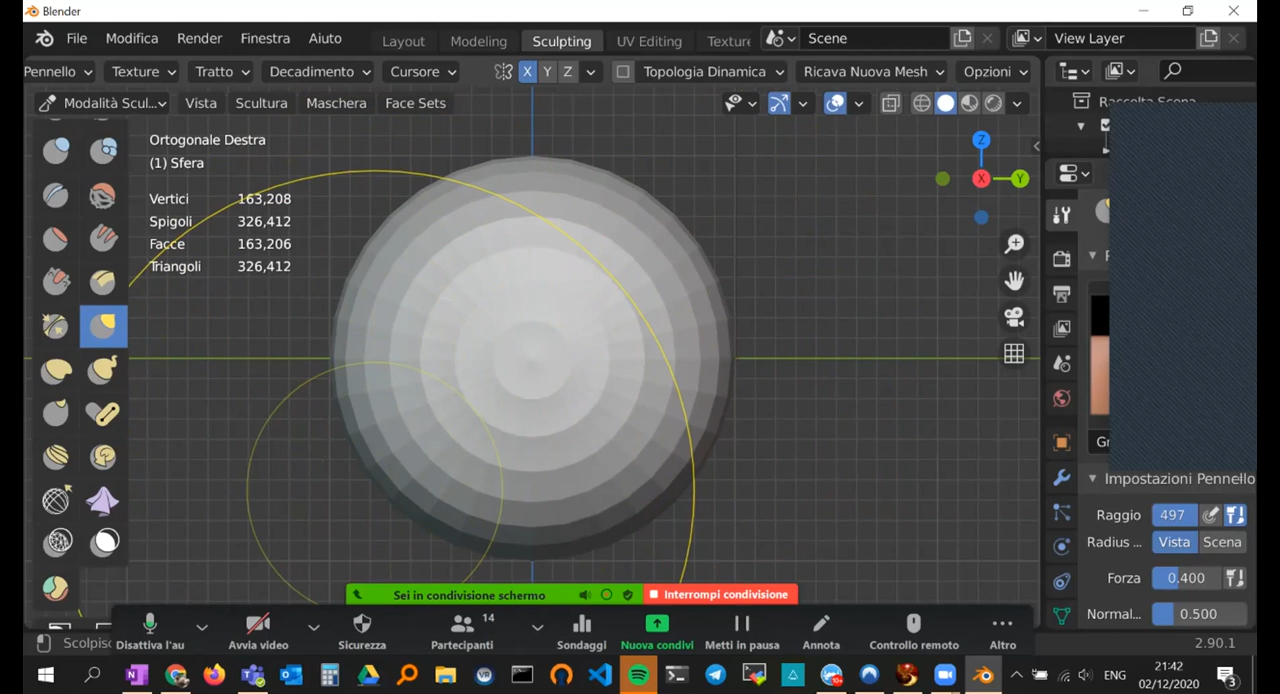 Blender
File Modifica Render Finestra Aiuto Layout Modeling Sculpting UV Editing Texture Scene View Layer
Pennello Texture Tratto Decadimento Cursore X Y Z Topologia Dinamica Ricava Nuova Mesh Opzioni
Modalità Scul... Vista Scultura Maschera Face Sets
Raccolta Scena
Ortogonale Destra
(1) Sfera
Vertici 163,208
Spigoli 326,412
Facce 163,206
Triangoli 326,412
Z
X
Y
Impostazioni Pennello
Raggio 497
Radius ... Vista Scena
Forza 0.400
Normal... 0.500
Sei in condivisione schermo
Interrompi condivisione
14
Scolpisc
Disattiva l'au Avvia video Sicurezza Partecipanti Sondaggi Nuova condivi Metti in pausa Annota Controllo remoto Altro
2.90.1
ENG
21:42
02/12/2020
3